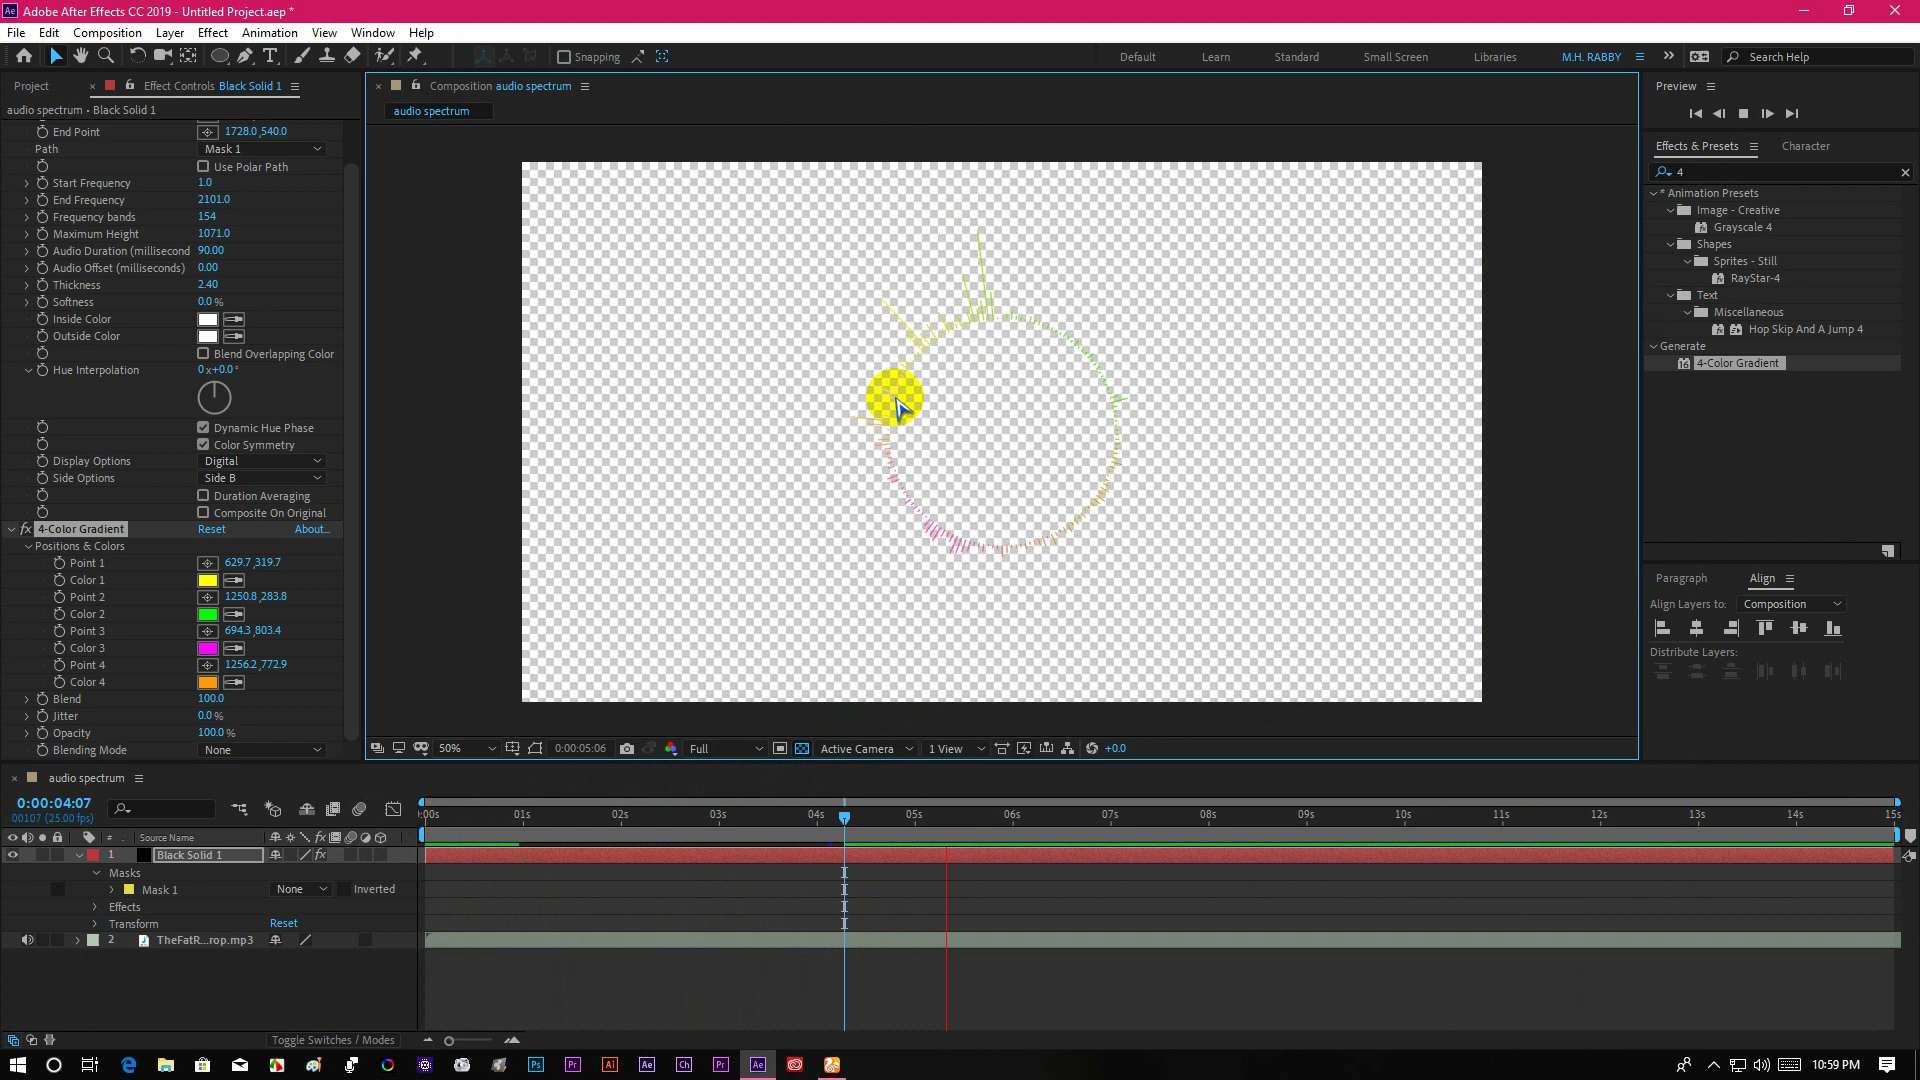 Adobe After Effects CC 2019 - Untitled Project.aep *
File Edit Composition Layer Effect Animation View Window Help
Snapping
Default Learn Standard Small Screen Libraries M.H. RABBY Search Help
Project Effect Controls Black Solid 1
audio spectrum • Black Solid 1
End Point 1728.0,540.0
Path Mask 1
Use Polar Path
Start Frequency 1.0
End Frequency 2101.0
Frequency bands 154
Maximum Height 1071.0
Audio Duration (millisecond 90.00
Audio Offset (milliseconds) 0.00
Thickness 2.40
Softness 0.0 %
Inside Color
Outside Color
Blend Overlapping Color
Hue Interpolation 0 x+0.0 °
Dynamic Hue Phase
Color Symmetry
Display Options Digital
Side Options Side B
Duration Averaging
Composite On Original
fx 4-Color Gradient Reset About...
Positions & Colors
Point 1 629.7,319.7
Color 1
Point 2 1250.8,283.8
Color 2
Point 3 694.3,803.4
Color 3
Point 4 1256.2,772.9
Color 4
Blend 100.0
Jitter 0.0 %
Opacity 100.0 %
Blending Mode None
Composition audio spectrum
audio spectrum
50% 0:00:05:06 Full Active Camera 1 View +0.0
Preview
Effects & Presets Character
4
* Animation Presets
Image - Creative
Grayscale 4
Shapes
Sprites - Still
RayStar-4
Text
Miscellaneous
Hop Skip And A Jump 4
Generate
4-Color Gradient
Paragraph Align
Align Layers to: Composition
Distribute Layers:
audio spectrum
0:00:04:07
00107 (25.00 fps)
:00s 01s 02s 03s 04s 05s 06s 07s 08s 09s 10s 11s 12s 13s 14s 15s
# Source Name
1 Black Solid 1
Masks
Mask 1 None Inverted
Effects
Transform Reset
2 TheFatR...rop.mp3
Toggle Switches / Modes
10:59 PM